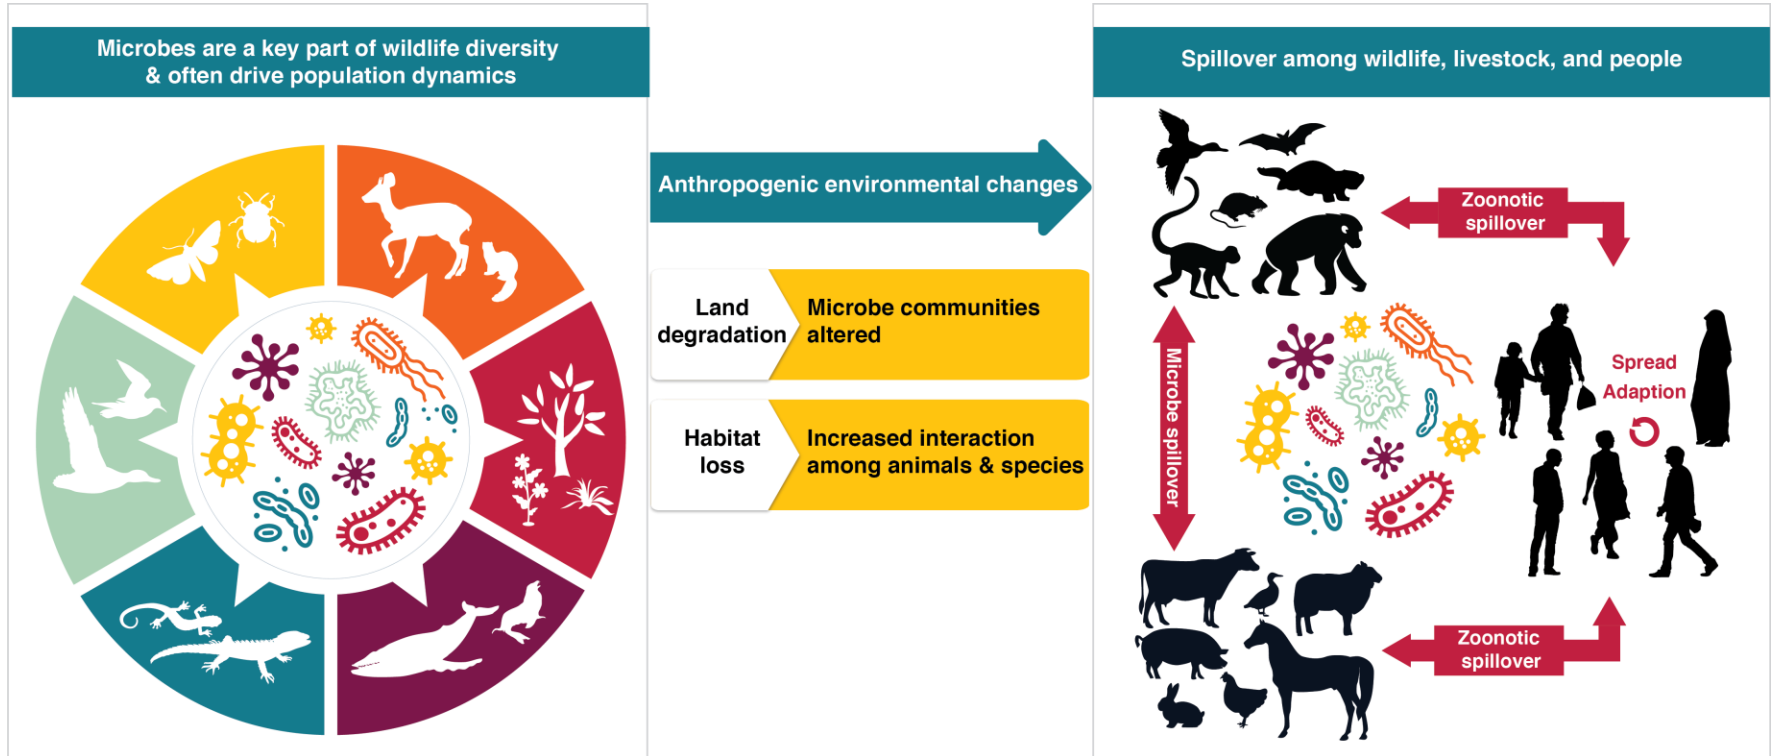 Microbes are a key part of wildlife diversity
& often drive population dynamics
Anthropogenic environmental changes
Land
degradation
Microbe communities
altered
Habitat
loss
Increased interaction
among animals & species
Spillover among wildlife, livestock, and people
Zoonotic
spillover
Microbe spillover
Spread
Adaption
Zoonotic
spillover